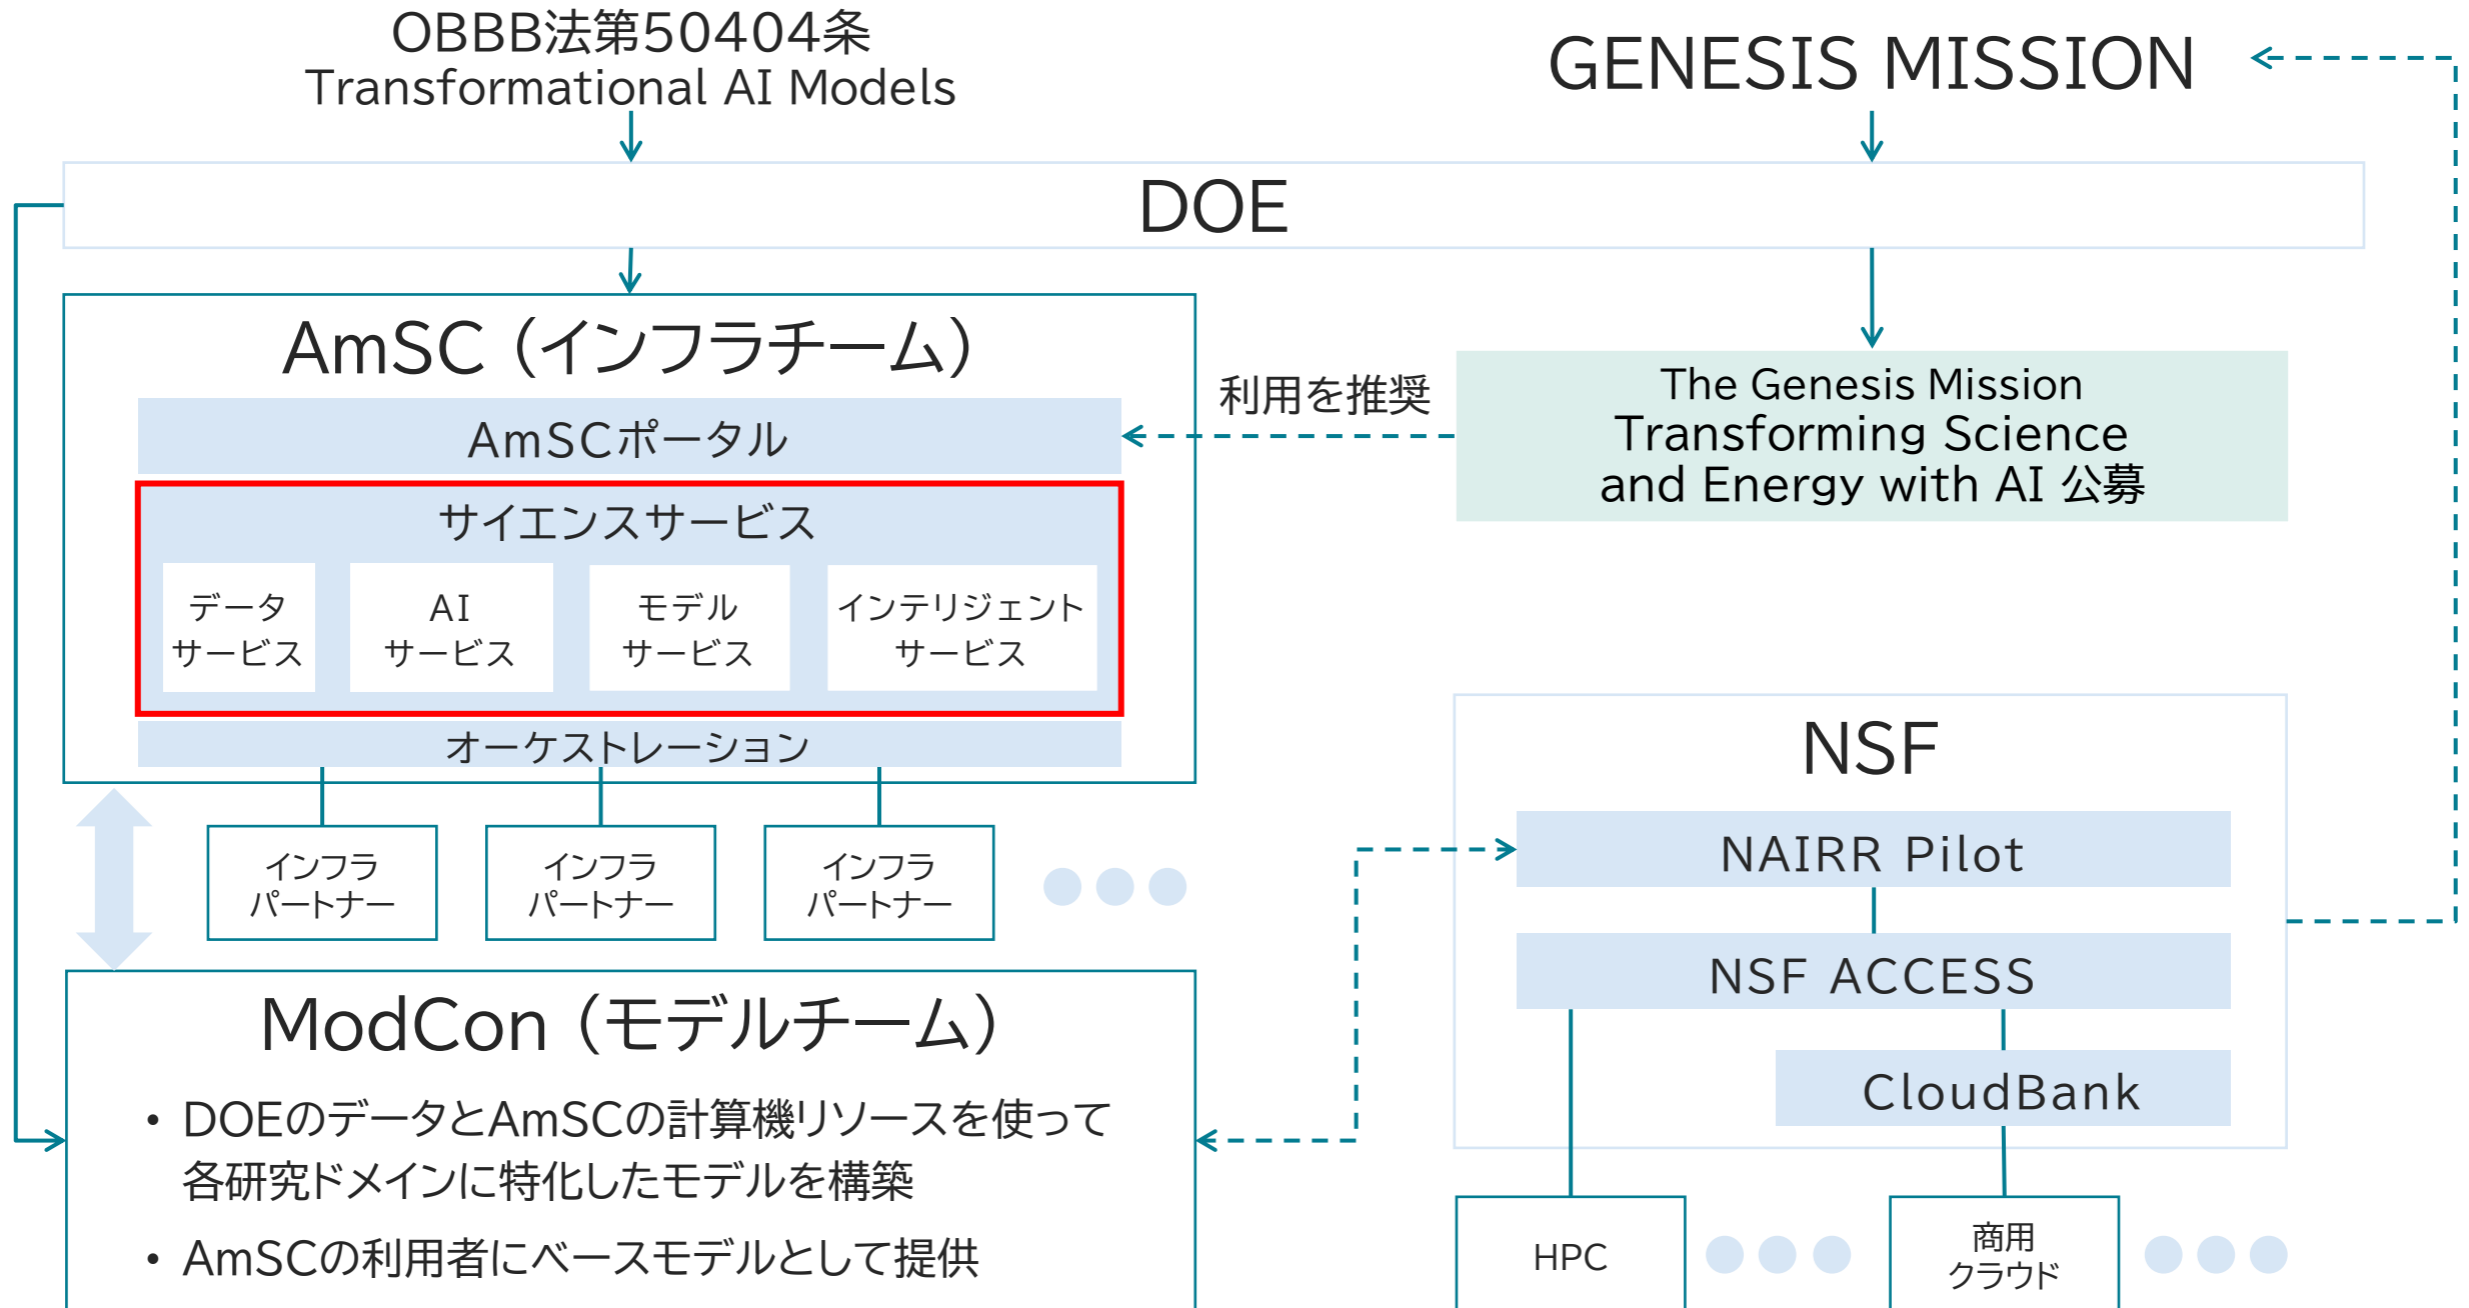 OBBB法第50404条
Transformational AI Models
GENESIS MISSION
DOE
AmSC（インフラチーム）
AmSCポータル
サイエンスサービス
データ
サービス
AI
サービス
モデル
サービス
インテリジェント
サービス
オーケストレーション
利用を推奨
The Genesis Mission
Transforming Science
and Energy with AI 公募
インフラ
パートナー
インフラ
パートナー
インフラ
パートナー
NSF
NAIRR Pilot
NSF ACCESS
CloudBank
HPC
商用
クラウド
ModCon（モデルチーム）
• DOEのデータとAmSCの計算機リソースを使って
各研究ドメインに特化したモデルを構築
• AmSCの利用者にベースモデルとして提供